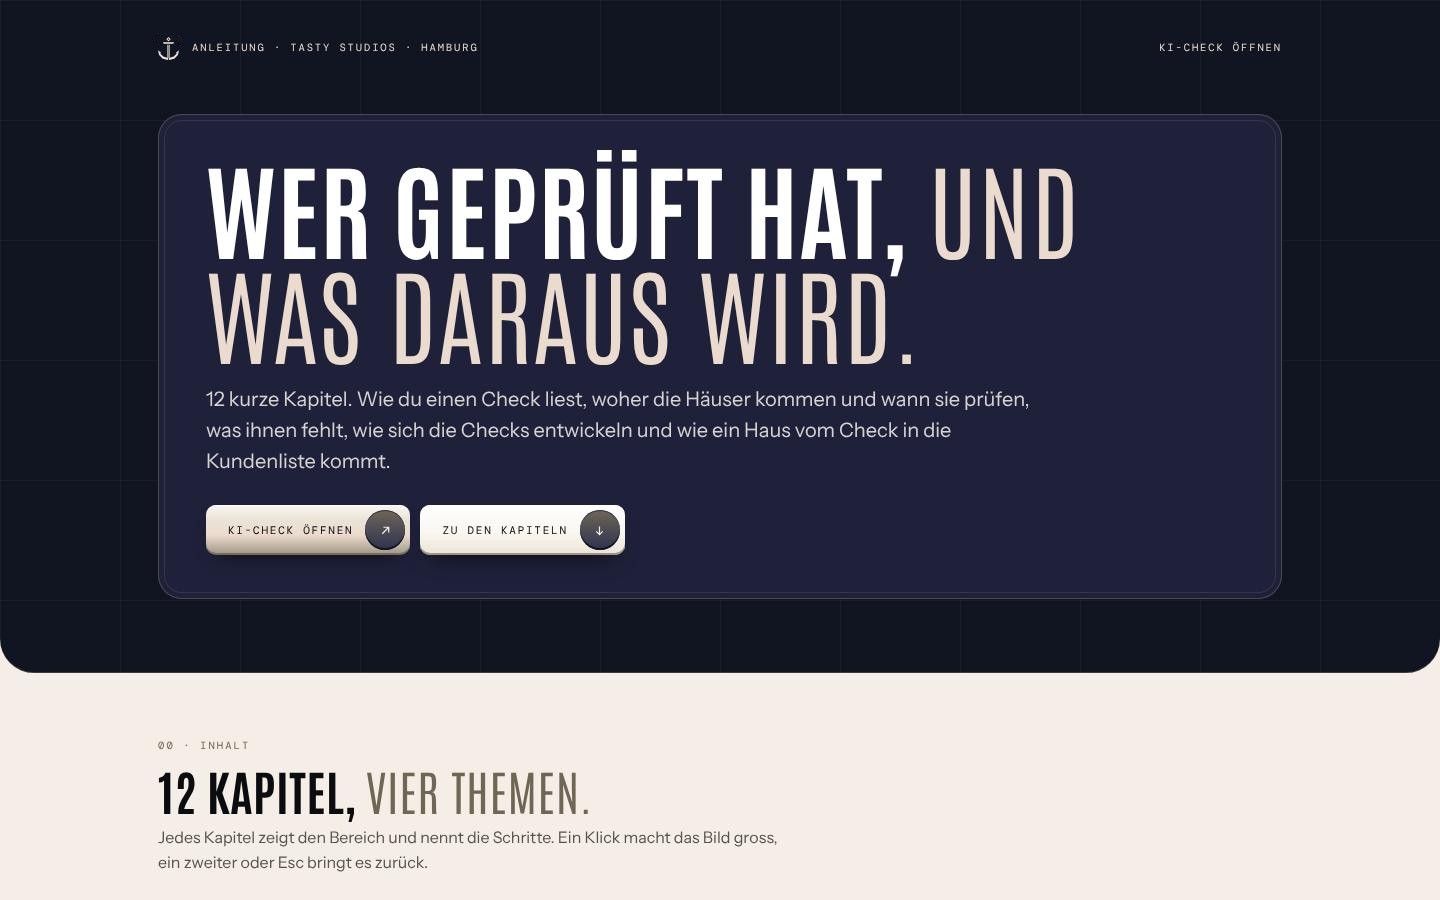 ANLEITUNG · TASTY STUDIOS · HAMBURG
KI-CHECK ÖFFNEN
WER GEPRÜFT HAT, UND
WAS DARAUS WIRD.
12 kurze Kapitel. Wie du einen Check liest, woher die Häuser kommen und wann sie prüfen,
was ihnen fehlt, wie sich die Checks entwickeln und wie ein Haus vom Check in die
Kundenliste kommt.
KI-CHECK ÖFFNEN
ZU DEN KAPITELN
00 · INHALT
12 KAPITEL, VIER THEMEN.
Jedes Kapitel zeigt den Bereich und nennt die Schritte. Ein Klick macht das Bild gross,
ein zweiter oder Esc bringt es zurück.